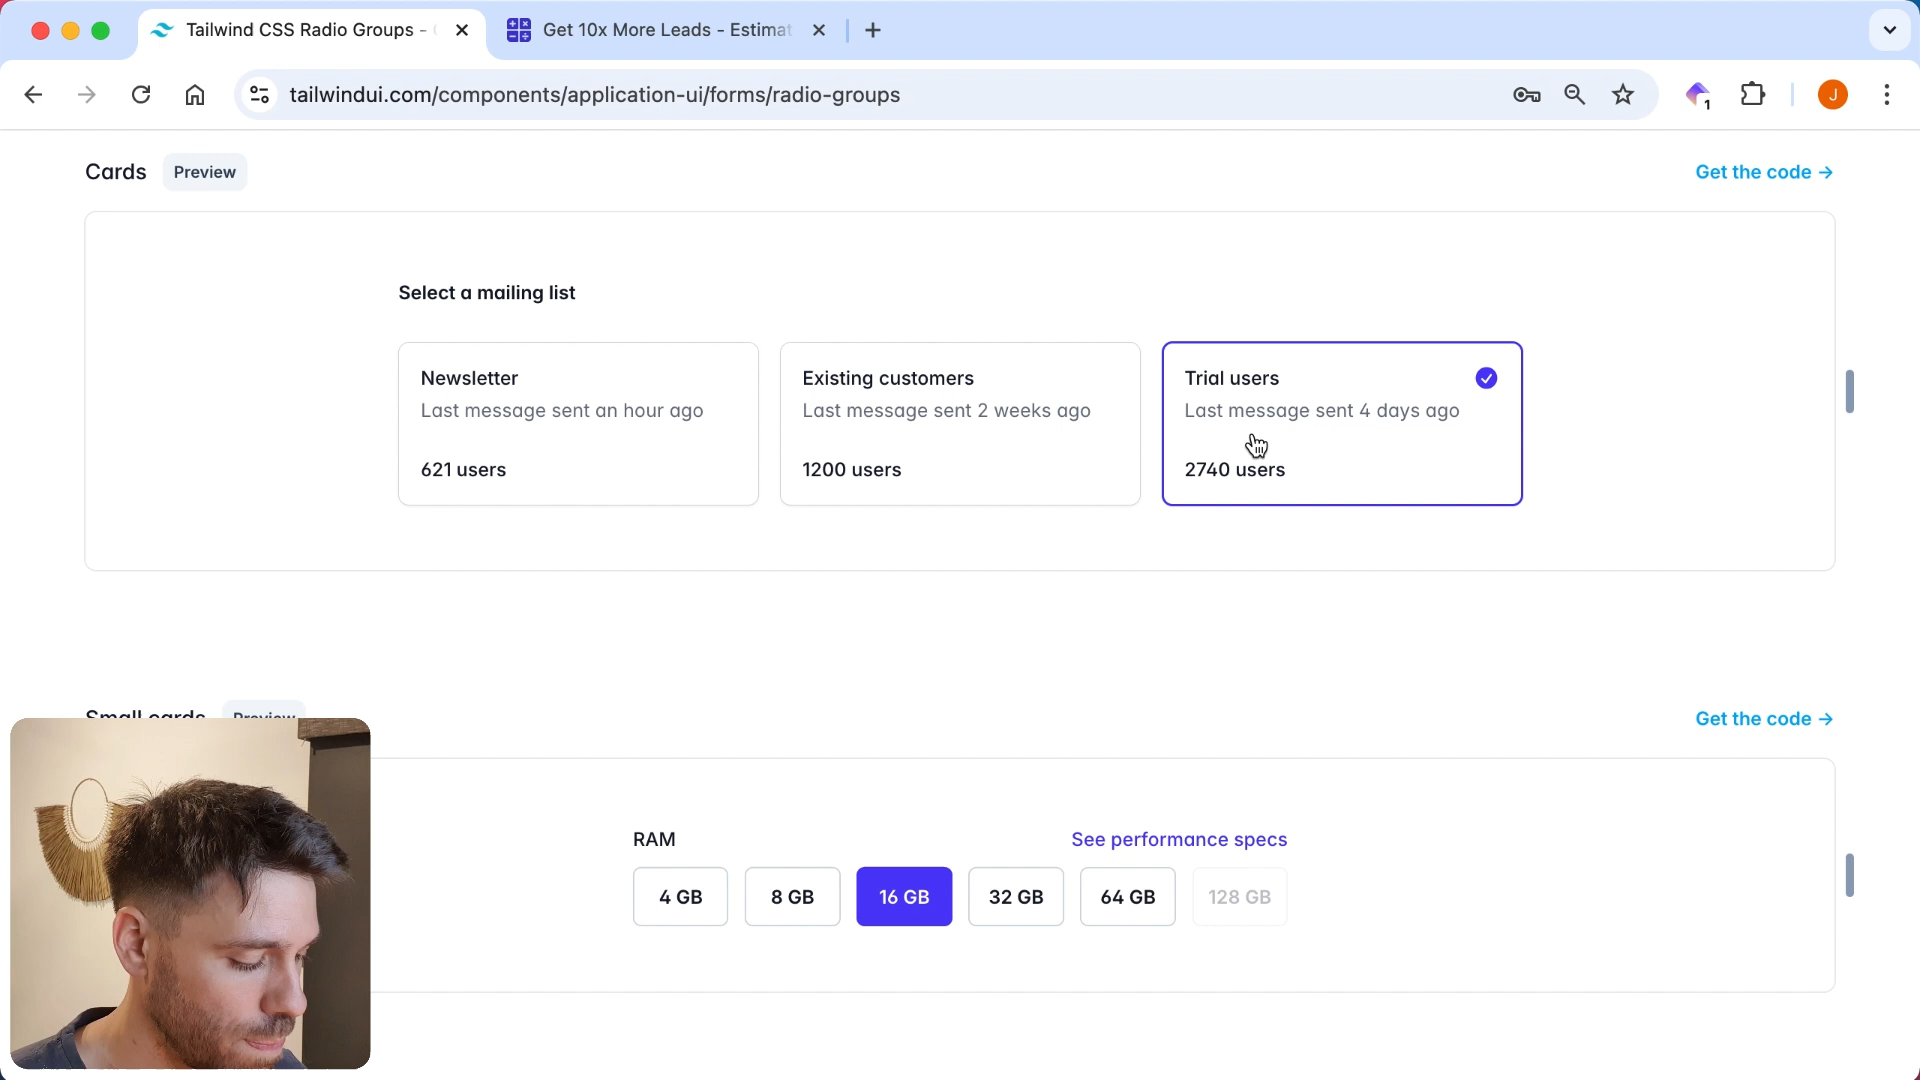 Tailwind CSS Radio Groups -
Get 10x More Leads - Estimat
tailwindui.com/components/application-ui/forms/radio-groups
1
J
Cards
Preview
Get the code →
Select a mailing list
Newsletter
Last message sent an hour ago
621 users
Existing customers
Last message sent 2 weeks ago
1200 users
Trial users
Last message sent 4 days ago
2740 users
Small cards
Preview
Get the code →
RAM
See performance specs
4 GB
8 GB
16 GB
32 GB
64 GB
128 GB